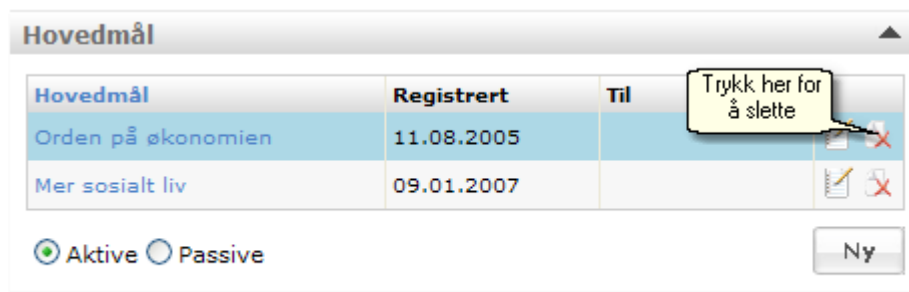 Hovedmål
Hovedmål Registrert Til
Trykk her for
å slette
Orden på økonomien 11.08.2005
Mer sosialt liv 09.01.2007
Aktive Passive Ny